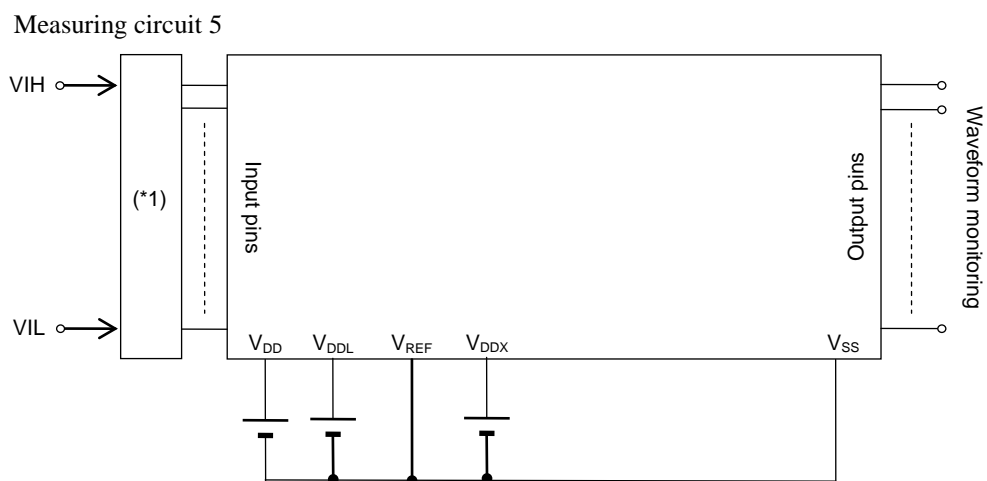 Measuring circuit 5
VIH
(*1)
VIL
Input pins
Output pins
Waveform monitoring
VDD
VDDL
VREF
VDDX
VSS